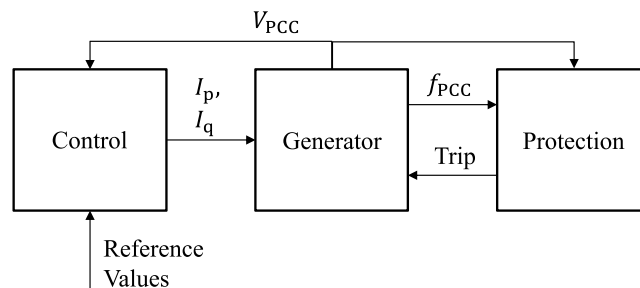 V_PCC
I_p,
I_q
f_PCC
Control
Generator
Protection
Trip
Reference
Values